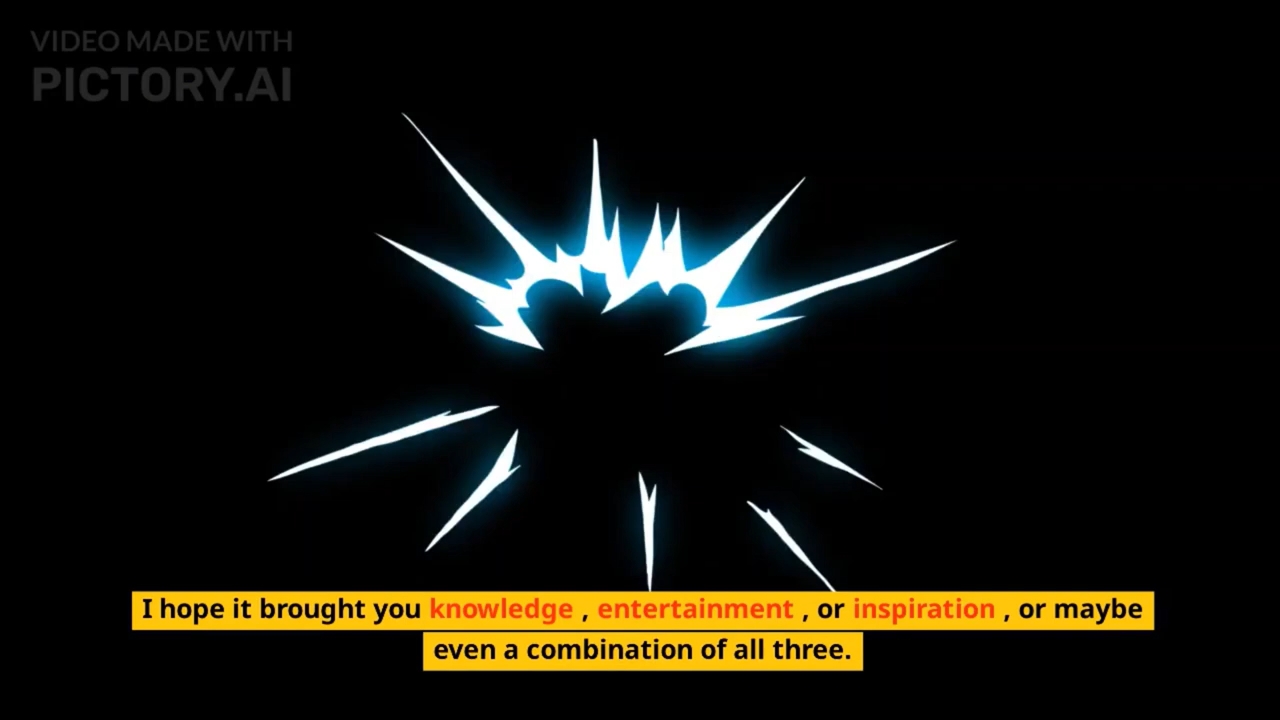 VIDEO MADE WITH
PICTORY.AI
I hope it brought you knowledge , entertainment , or inspiration , or maybe
even a combination of all three.